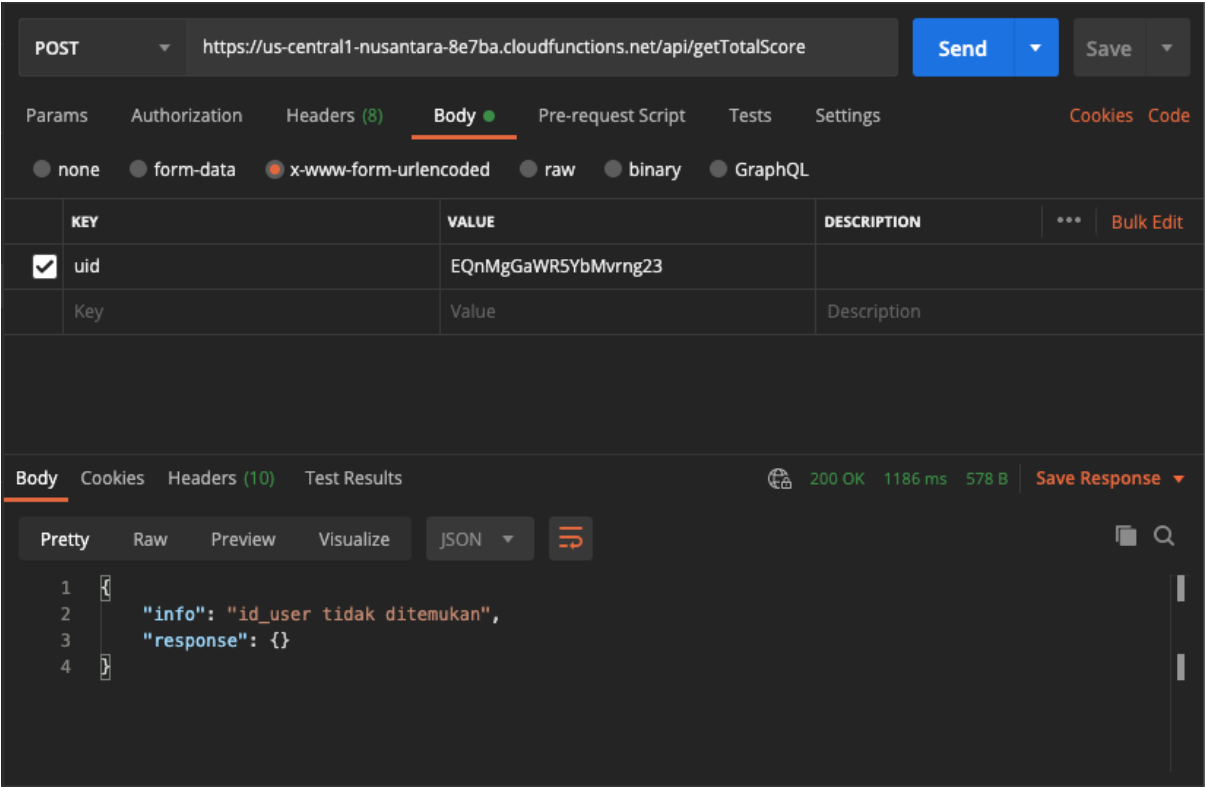 POST https://us-central1-nusantara-8e7ba.cloudfunctions.net/api/getTotalScore Send Save
Params Authorization Headers (8) Body Pre-request Script Tests Settings Cookies Code
none form-data x-www-form-urlencoded raw binary GraphQL
KEY VALUE DESCRIPTION ••• Bulk Edit
uid EQnMgGaWR5YbMvrng23
Key Value Description
Body Cookies Headers (10) Test Results 200 OK 1186 ms 578 B Save Response
Pretty Raw Preview Visualize JSON
1 {
2 "info": "id_user tidak ditemukan",
3 "response": {}
4 }